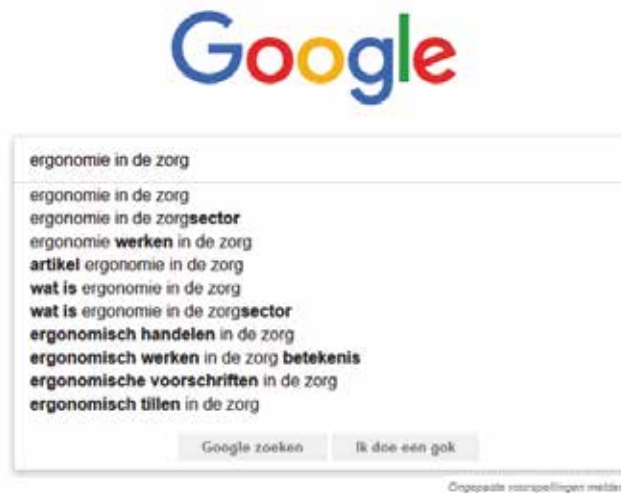 Google
ergonomie in de zorg
ergonomie in de zorg
ergonomie in de zorgsector
ergonomie werken in de zorg
artikel ergonomie in de zorg
wat is ergonomie in de zorg
wat is ergonomie in de zorgsector
ergonomisch handelen in de zorg
ergonomisch werken in de zorg betekenis
ergonomische voorschriften in de zorg
ergonomisch tillen in de zorg
Google zoeken Ik doe een gok
Ongepaste voorspellingen melden